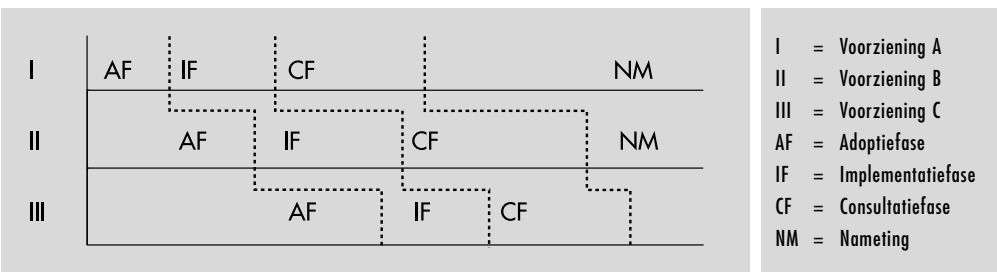 I AF IF CF NM
II AF IF CF NM
III AF IF CF
I = Voorziening A
II = Voorziening B
III = Voorziening C
AF = Adoptiefase
IF = Implementatiefase
CF = Consultatiefase
NM = Nameting